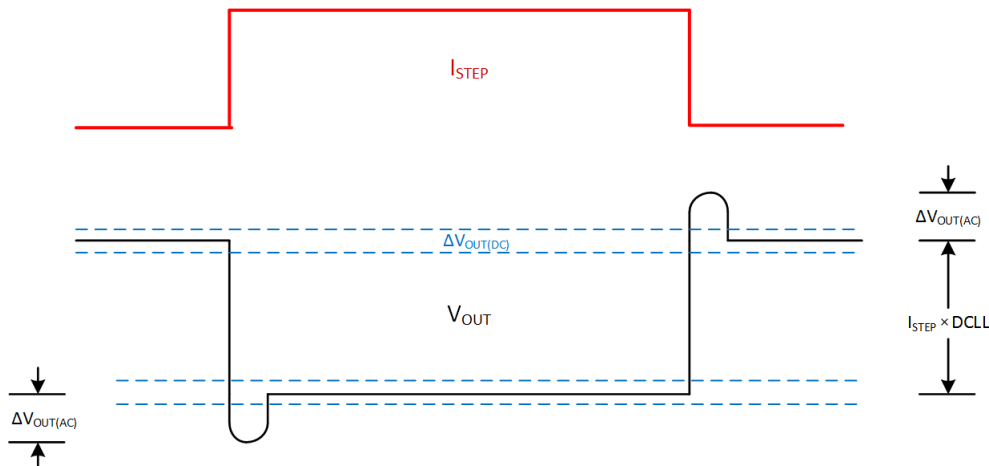 I_STEP
ΔV_OUT(AC)
ΔV_OUT(DC)
V_OUT
I_STEP × DCLL
ΔV_OUT(AC)